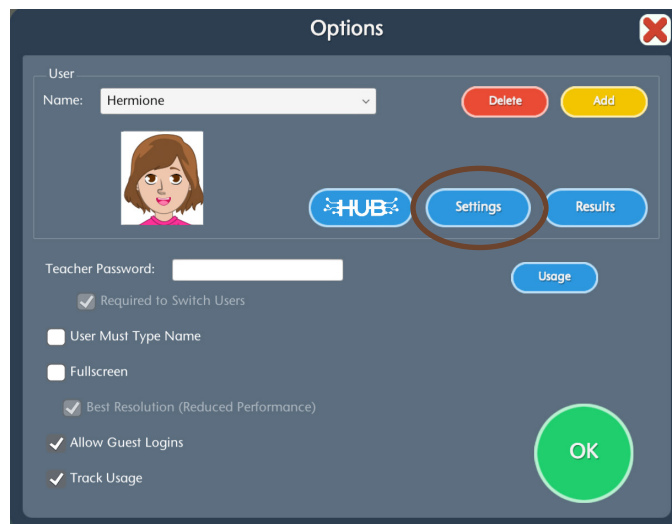 Options
User
Name: Hermione Delete Add
HUB Settings Results
Teacher Password: Usage
Required to Switch Users
User Must Type Name
Fullscreen
Best Resolution (Reduced Performance)
Allow Guest Logins
OK
Track Usage